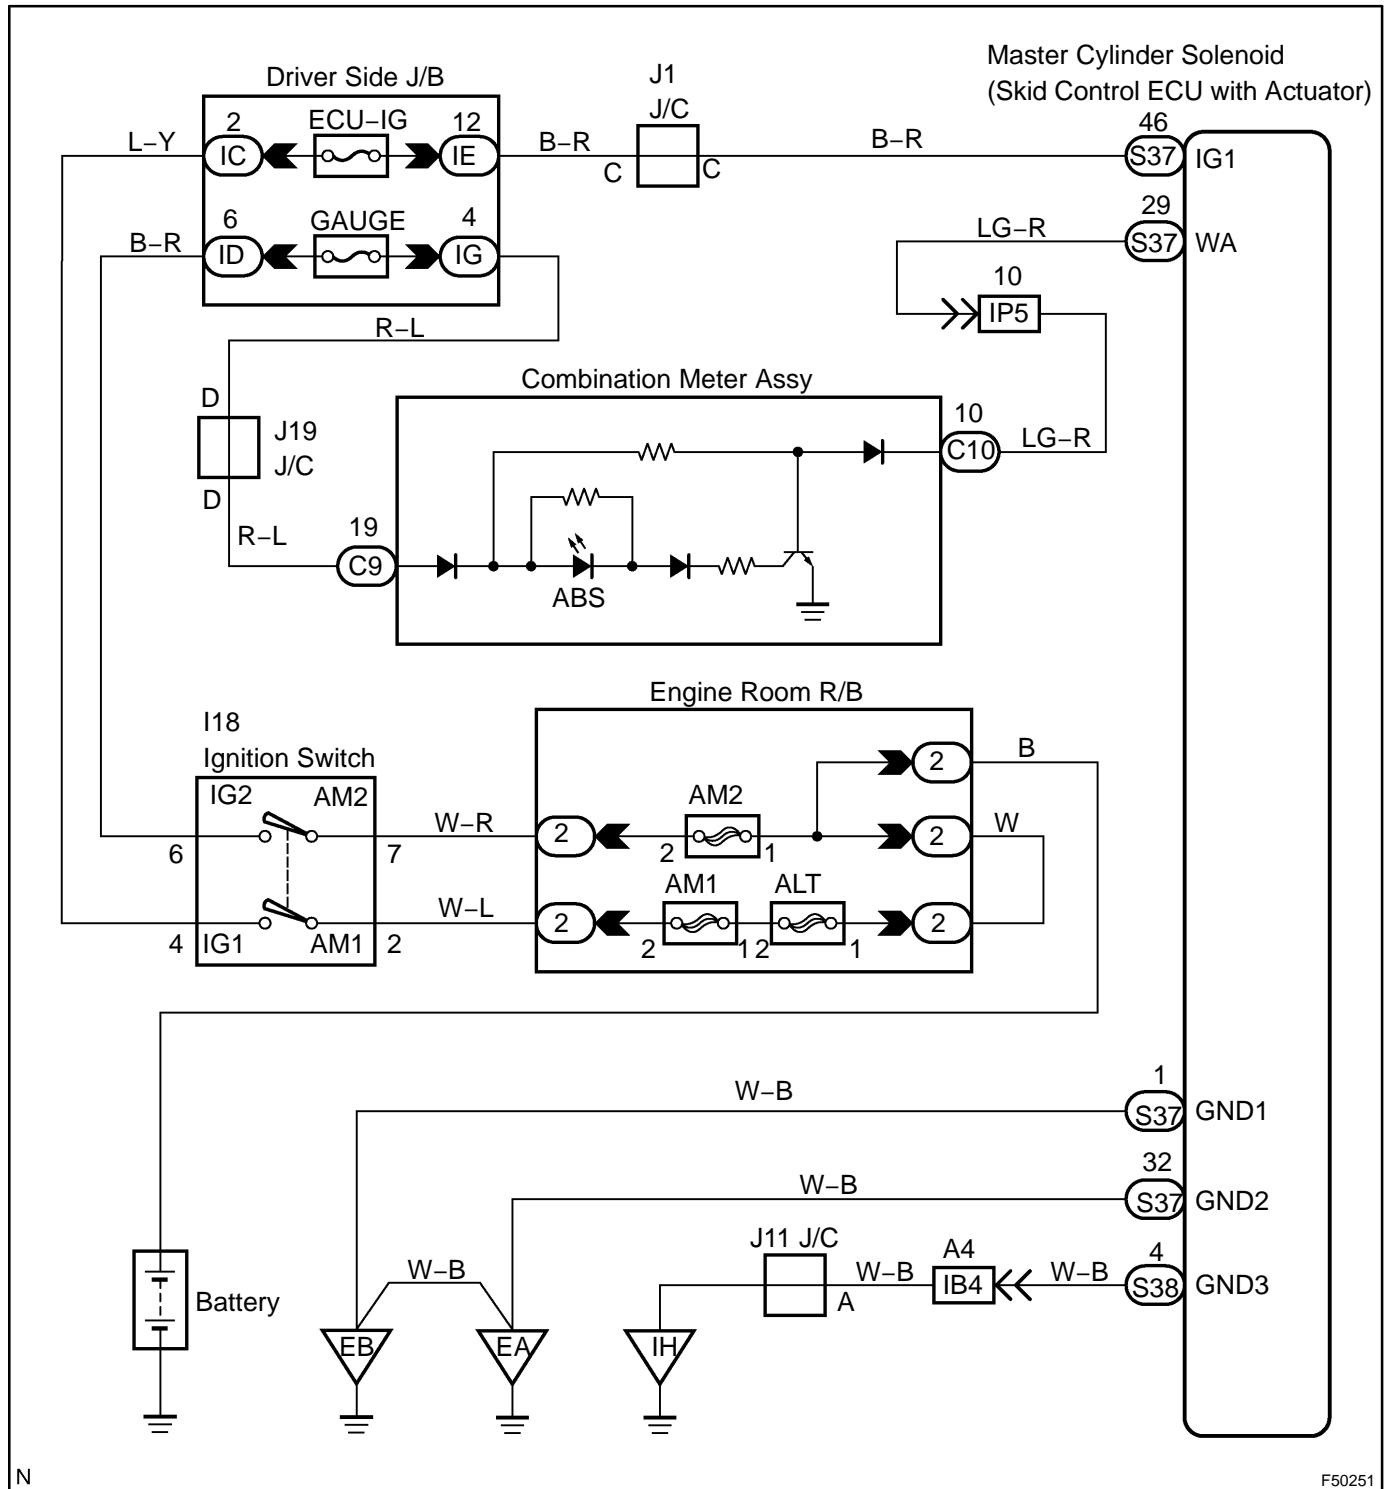 Master Cylinder Solenoid
(Skid Control ECU with Actuator)
Driver Side J/B
J1
J/C
2
ECU–IG
12
46
L–Y
IC
IE
B–R
C
C
B–R
S37
IG1
6
GAUGE
4
29
B–R
ID
IG
LG–R
S37
WA
10
IP5
R–L
Combination Meter Assy
D
J19
J/C
D
10
C10
LG–R
R–L
19
C9
ABS
Engine Room R/B
I18
Ignition Switch
2
B
IG2
AM2
AM2
W–R
2
2
1
2
W
6
7
AM1
ALT
W–L
2
2
1
2
1
2
4
IG1
AM1
2
1
W–B
S37
GND1
32
W–B
S37
GND2
J11 J/C
A4
4
W–B
A
W–B
IB4
W–B
S38
GND3
Battery
EB
EA
IH
N
F50251